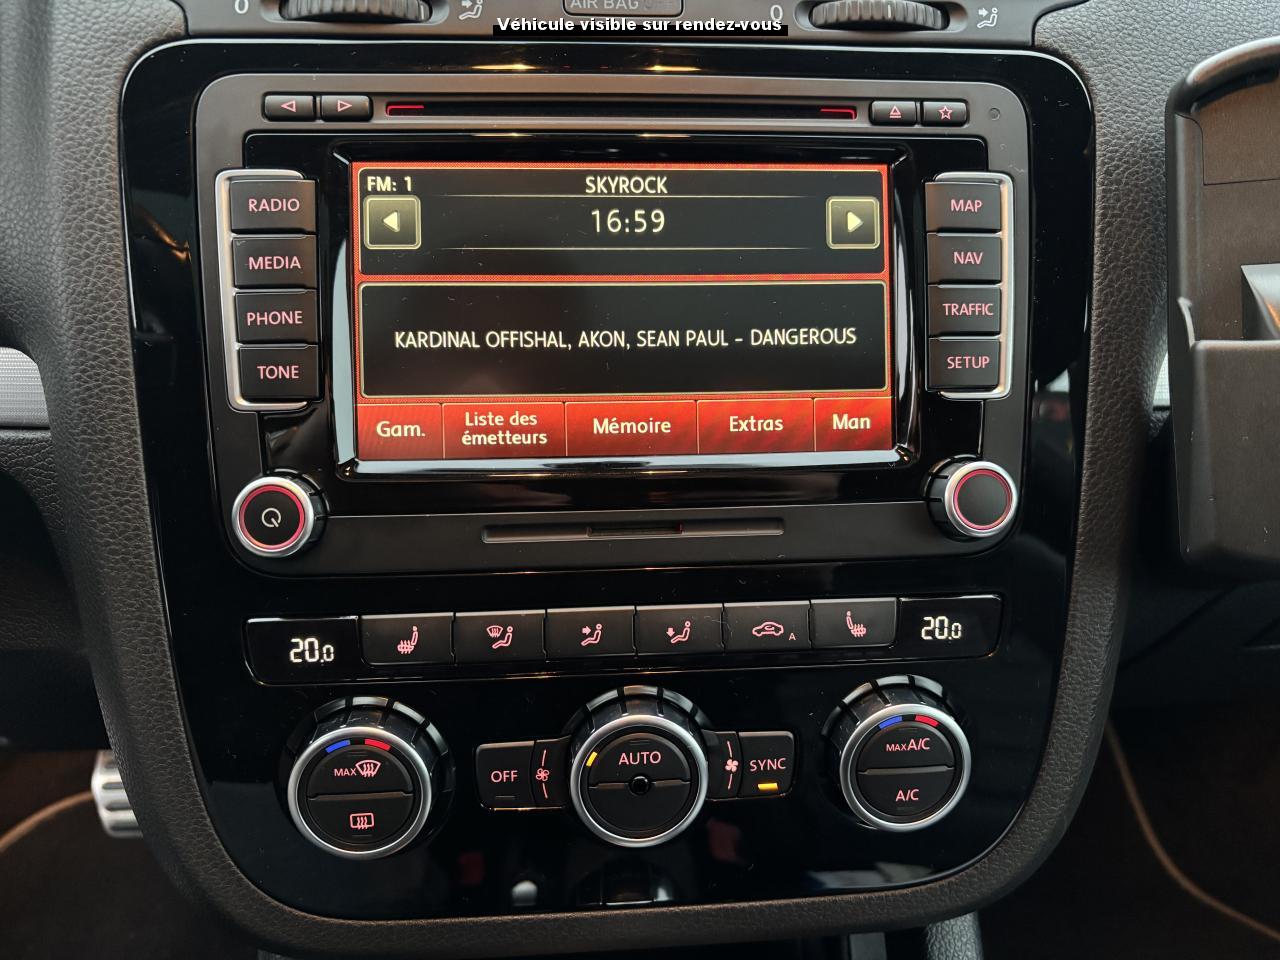 0
AIR BAG
0
Véhicule visible sur rendez-vous
RADIO
MEDIA
PHONE
TONE
FM: 1
SKYROCK
16:59
KARDINAL OFFISHAL, AKON, SEAN PAUL - DANGEROUS
Gam.
Liste des
émetteurs
Mémoire
Extras
Man
MAP
NAV
TRAFFIC
SETUP
20.0
A
20.0
MAX
OFF
AUTO
SYNC
MAX A/C
A/C